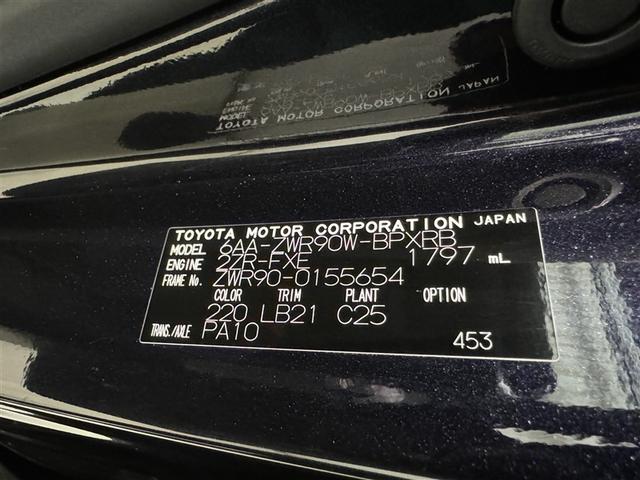 TOYOTA MOTOR CORPORATION JAPAN
MODEL 6AA-ZWR90W-BPXRB
ENGINE 2ZR-FXE 1797 mL
FRAME No. ZWR90-0155654
COLOR TRIM PLANT OPTION
220 LB21 C25
TRANS./AXLE PA10
453